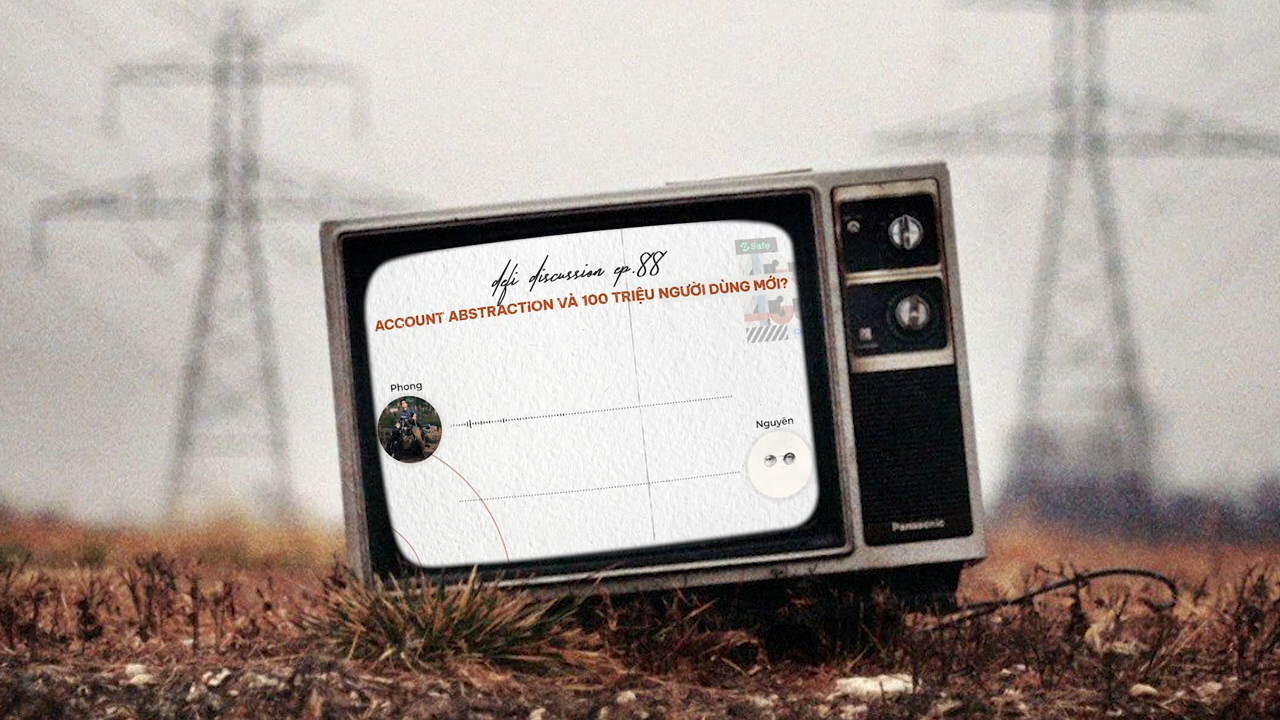 defi discussion ep.88
ACCOUNT ABSTRACTION VÀ 100 TRIỆU NGƯỜI DÙNG MỚI?
Safe
Phong
Nguyên
Panasonic